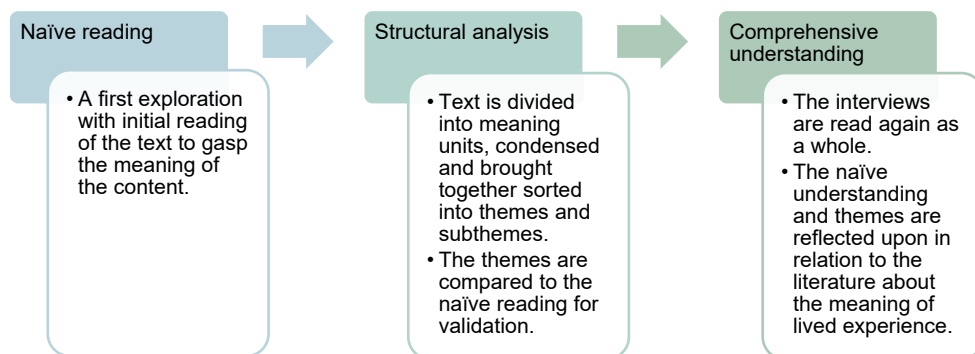 Naïve reading
• A first exploration
with initial reading
of the text to gasp
the meaning of
the content.
Structural analysis
• Text is divided
into meaning
units, condensed
and brought
together sorted
into themes and
subthemes.
• The themes are
compared to the
naïve reading for
validation.
Comprehensive
understanding
• The interviews
are read again as
a whole.
• The naïve
understanding
and themes are
reflected upon in
relation to the
literature about
the meaning of
lived experience.